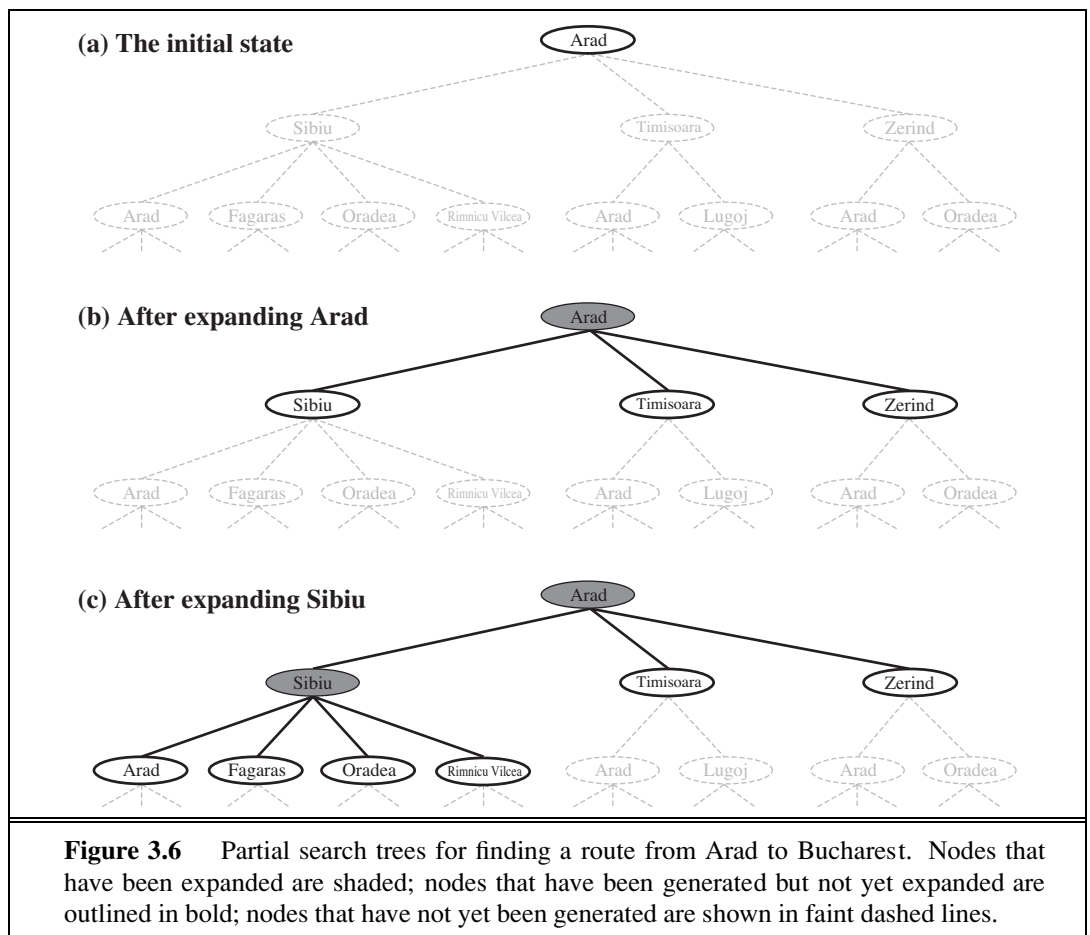 (a) The initial state
Arad
Sibiu Timisoara Zerind
Arad Fagaras Oradea Rimnicu Vilcea Arad Lugoj Arad Oradea
(b) After expanding Arad
Arad
Sibiu Timisoara Zerind
Arad Fagaras Oradea Rimnicu Vilcea Arad Lugoj Arad Oradea
(c) After expanding Sibiu
Arad
Sibiu Timisoara Zerind
Arad Fagaras Oradea Rimnicu Vilcea Arad Lugoj Arad Oradea
Figure 3.6 Partial search trees for finding a route from Arad to Bucharest. Nodes that
have been expanded are shaded; nodes that have been generated but not yet expanded are
outlined in bold; nodes that have not yet been generated are shown in faint dashed lines.